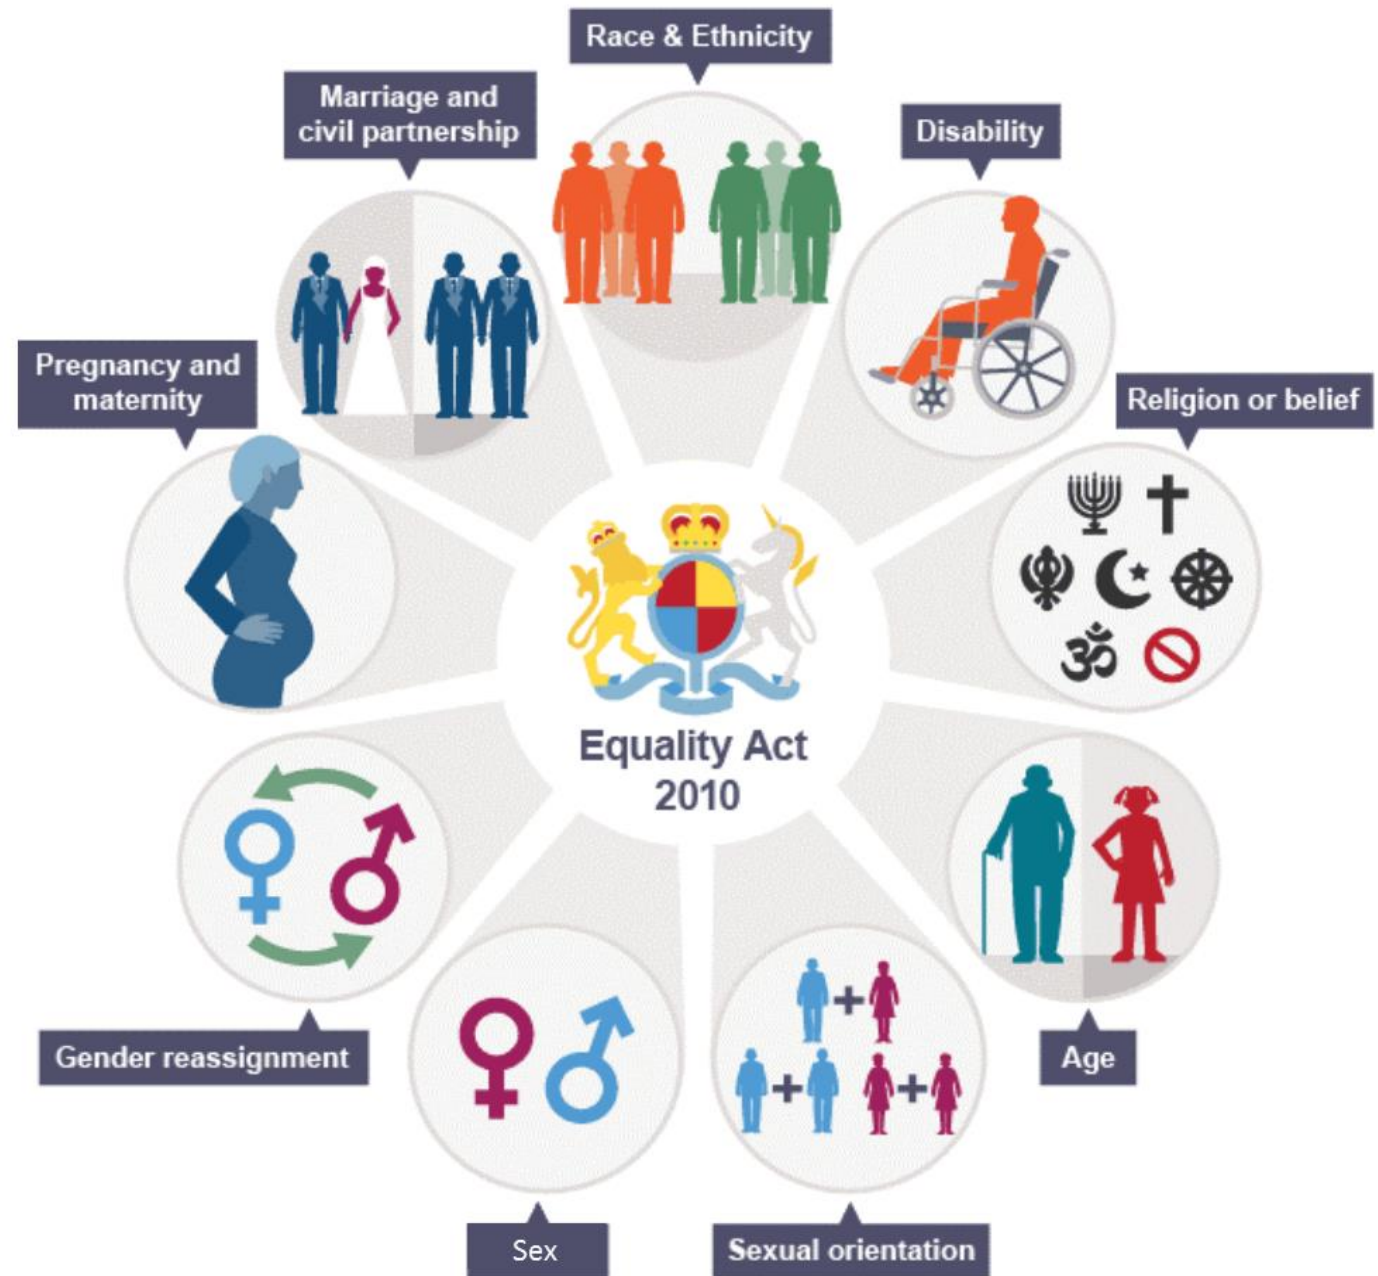 Race & Ethnicity
Marriage and
civil partnership
Disability
Pregnancy and
maternity
Religion or belief
Equality Act
2010
Gender reassignment
Age
Sex
Sexual orientation